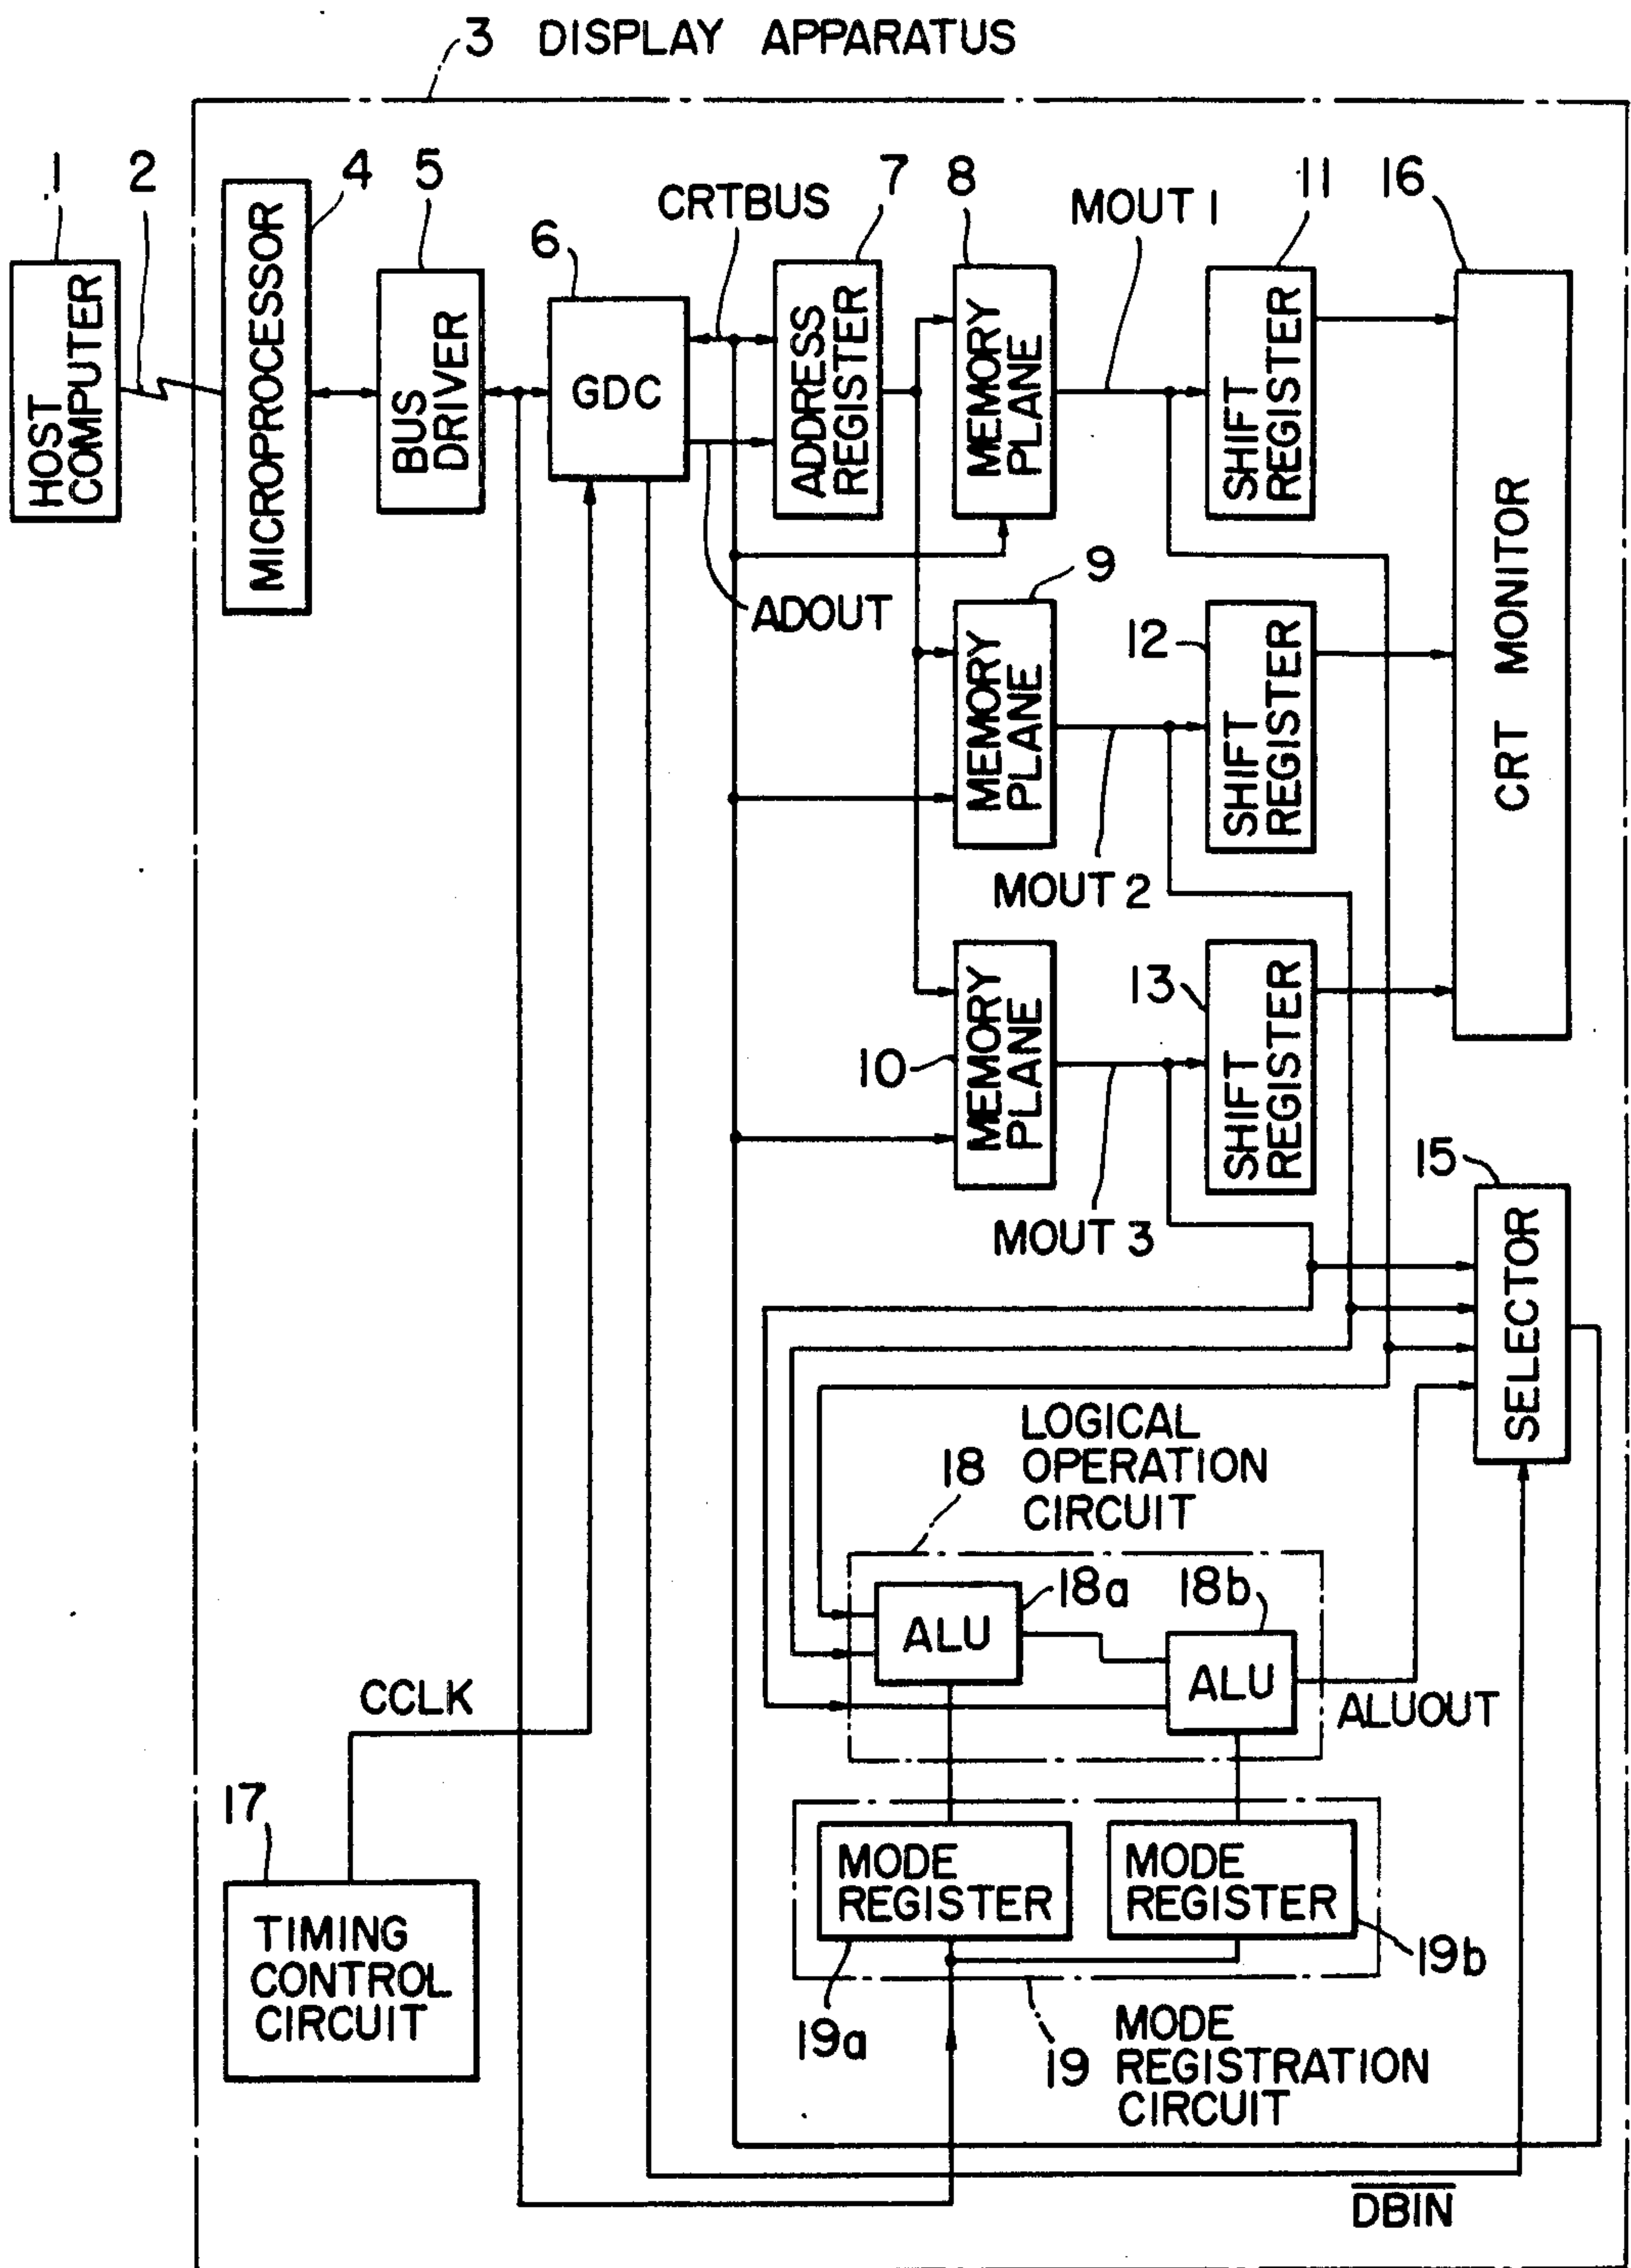 3 DISPLAY APPARATUS
1
2
4
5
6
CRTBUS
7
8
MOUT 1
11
16
HOST
COMPUTER
MICROPROCESSOR
BUS
DRIVER
GDC
ADDRESS
REGISTER
MEMORY
PLANE
SHIFT
REGISTER
CRT MONITOR
ADOUT
9
MEMORY
PLANE
12
SHIFT
REGISTER
MOUT 2
10
MEMORY
PLANE
13
SHIFT
REGISTER
MOUT 3
15
SELECTOR
18 LOGICAL
OPERATION
CIRCUIT
ALU
18a
18b
ALU
ALUOUT
CCLK
17
TIMING
CONTROL
CIRCUIT
MODE
REGISTER
MODE
REGISTER
19a
19b
19 MODE
REGISTRATION
CIRCUIT
DBIN